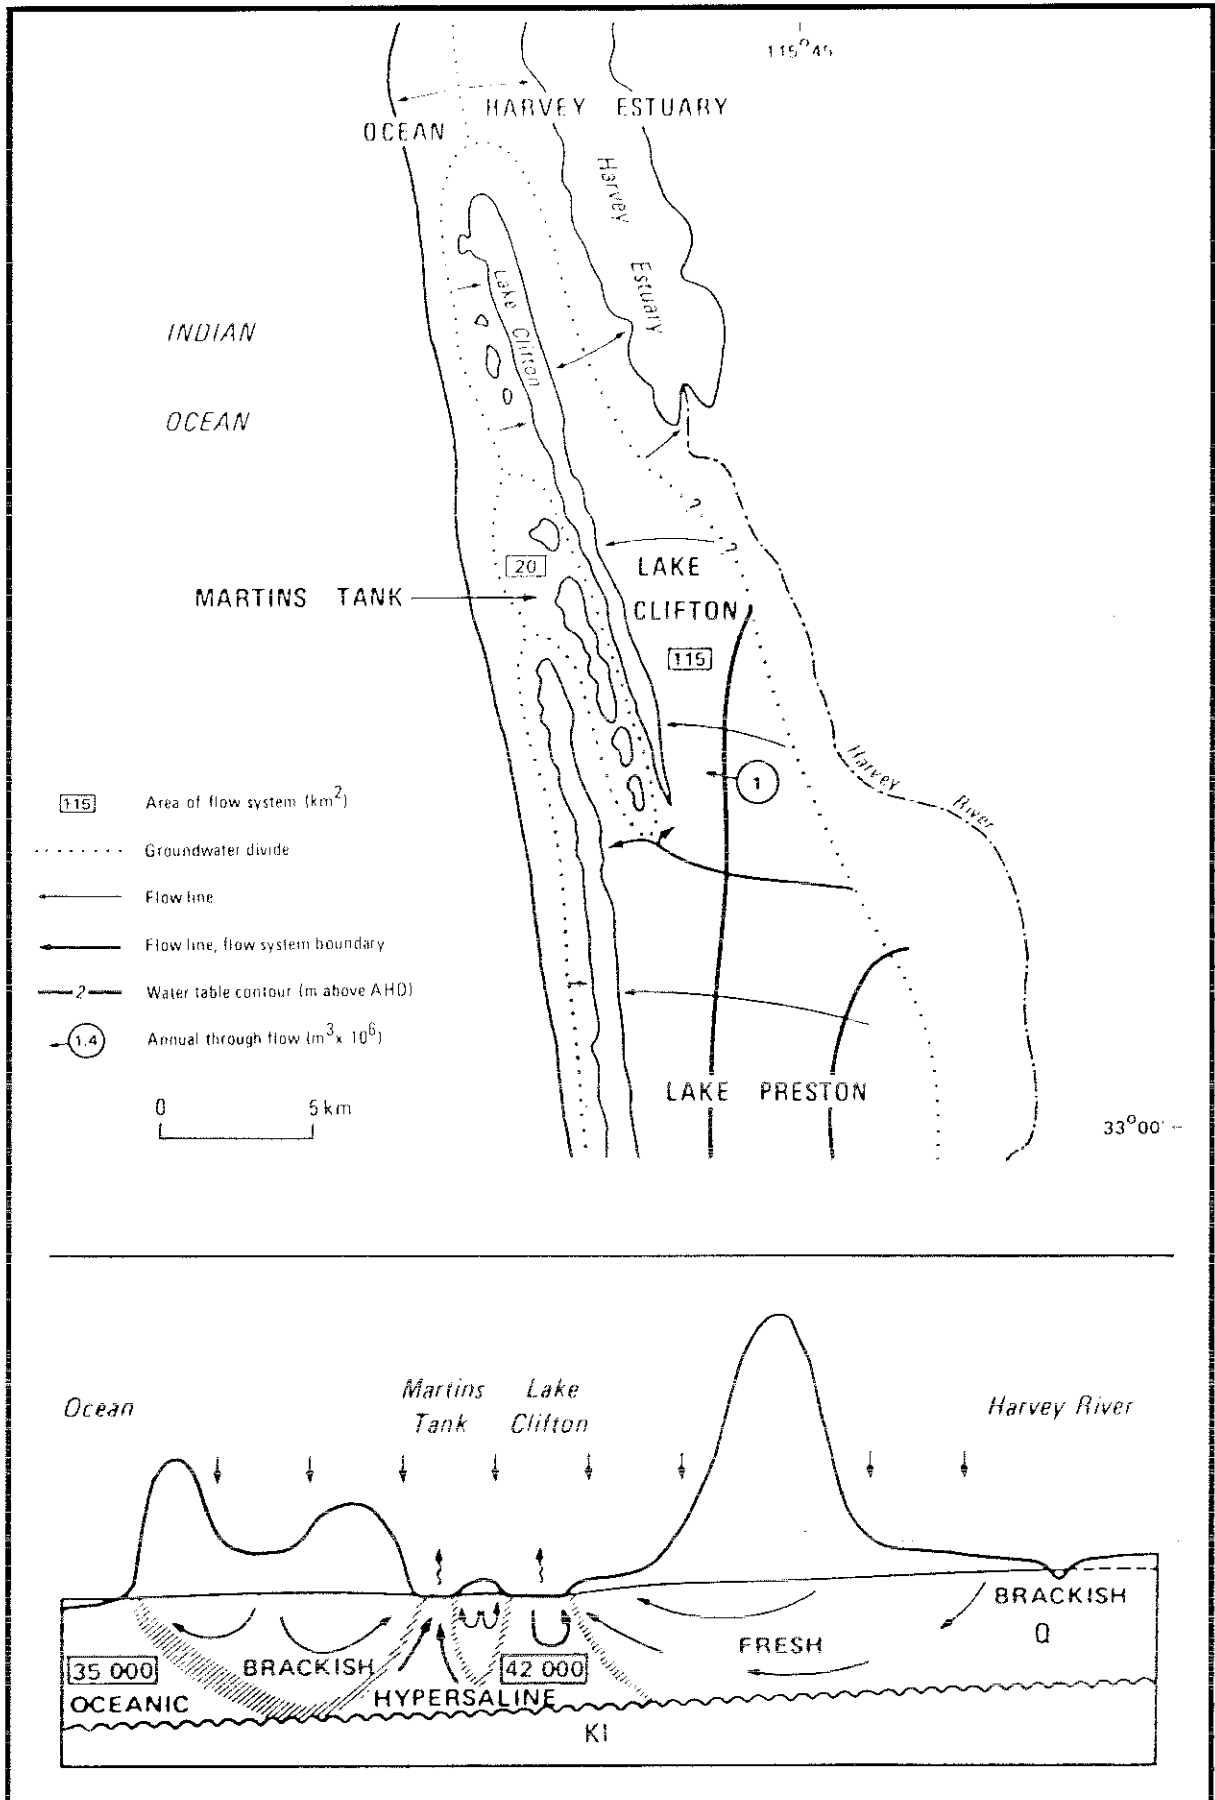 115°45'
HARVEY ESTUARY
OCEAN
Harvey
Estuary
Lake Clifton
INDIAN
OCEAN
?
?
20
LAKE
CLIFTON
MARTINS TANK
115
1
Harvey
River
115 Area of flow system (km²)
Groundwater divide
Flow line
Flow line, flow system boundary
2 Water table contour (m above AHD)
1.4 Annual through flow (m³x 10⁶)
0 5 km
LAKE PRESTON
33°00'
Ocean
Martins
Tank
Lake
Clifton
Harvey River
BRACKISH
Q
FRESH
35 000
BRACKISH
42 000
OCEANIC
HYPERSALINE
Kl